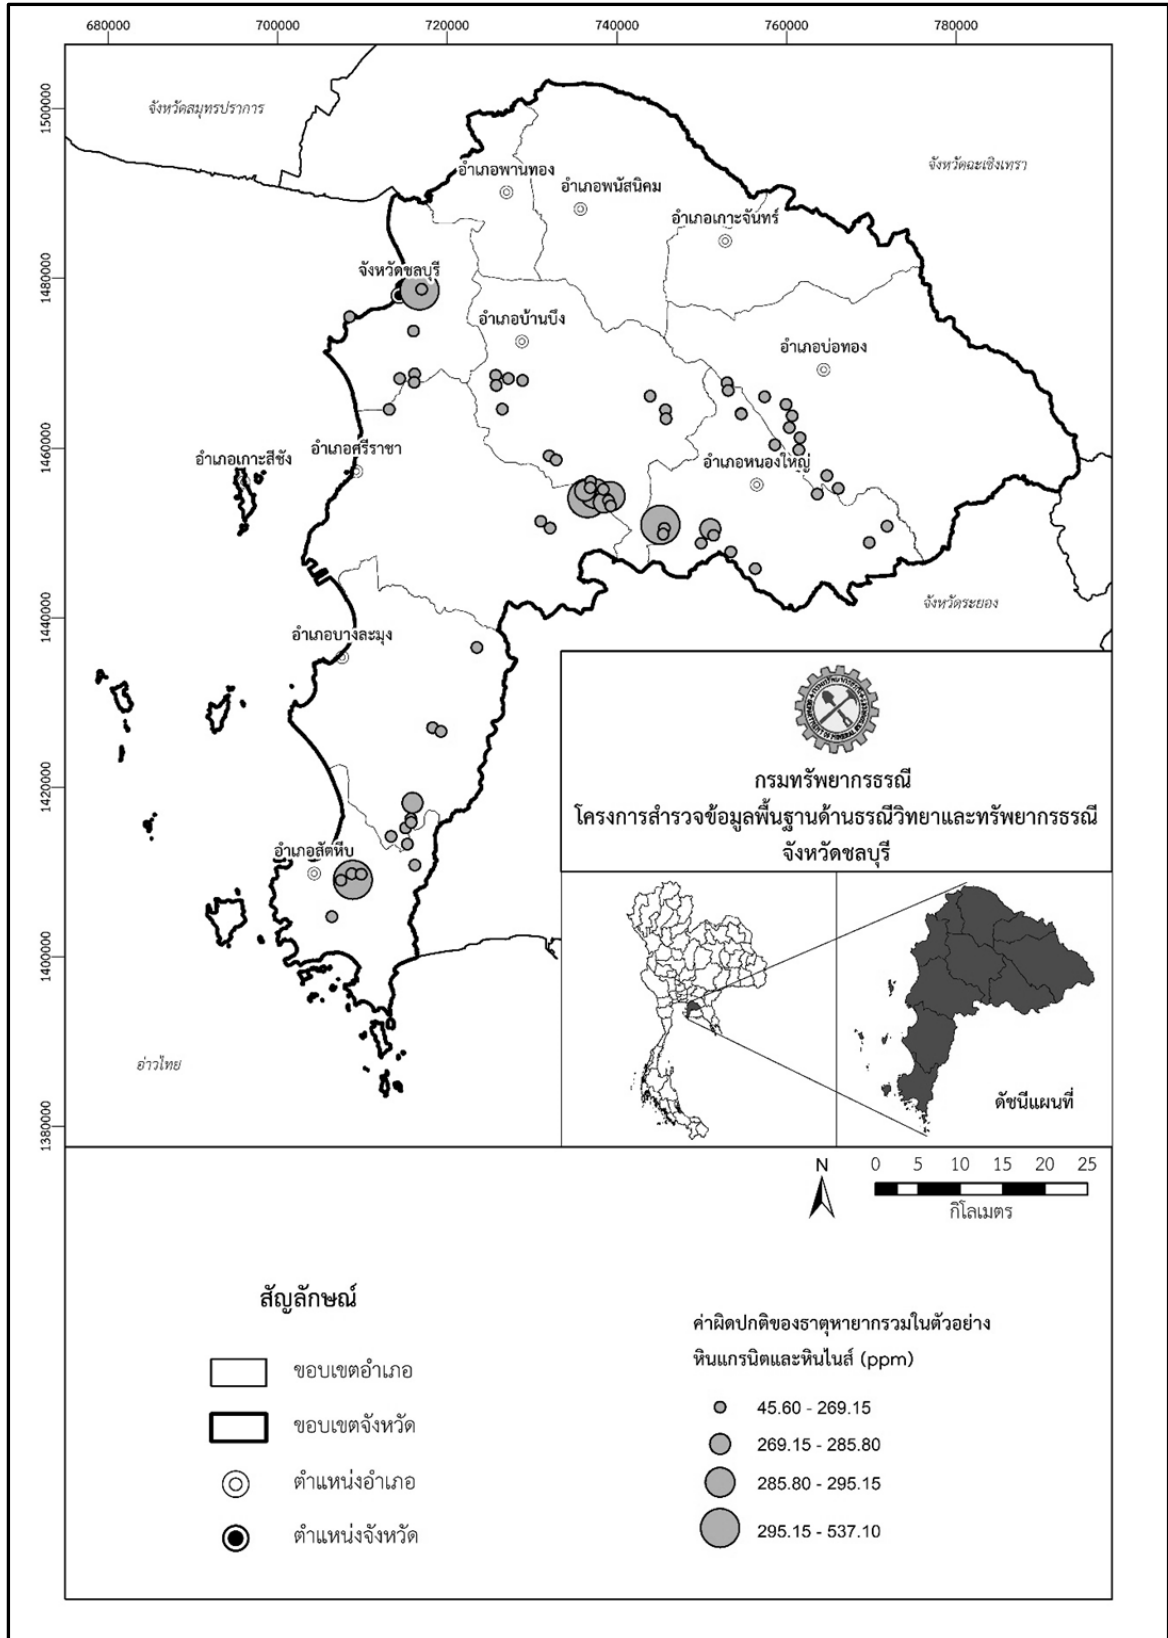 680000 700000 720000 740000 760000 780000
1500000
1480000
1460000
1440000
1420000
1400000
1380000
จังหวัดสมุทรปราการ
จังหวัดฉะเชิงเทรา
อำเภอพานทอง
อำเภอพนัสนิคม
อำเภอเกาะจันทร์
จังหวัดชลบุรี
อำเภอบ้านบึง
อำเภอบ่อทอง
อำเภอศรีราชา
อำเภอเกาะสีชัง
อำเภอหนองใหญ่
จังหวัดระยอง
อำเภอบางละมุง
อำเภอสัตหีบ
อ่าวไทย
กรมทรัพยากรธรณี
โครงการสำรวจข้อมูลพื้นฐานด้านธรณีวิทยาและทรัพยากรธรณี
จังหวัดชลบุรี
ดัชนีแผนที่
N
0 5 10 15 20 25
กิโลเมตร
สัญลักษณ์
ขอบเขตอำเภอ
ขอบเขตจังหวัด
ตำแหน่งอำเภอ
ตำแหน่งจังหวัด
ค่าผิดปกติของธาตุหายากรวมในตัวอย่าง
หินแกรนิตและหินไนส์ (ppm)
45.60 - 269.15
269.15 - 285.80
285.80 - 295.15
295.15 - 537.10